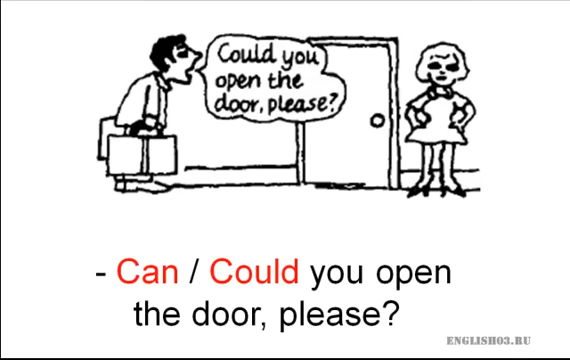 Could you
open the
door, please?
- Can / Could you open
the door, please?
ENGLISH03.RU